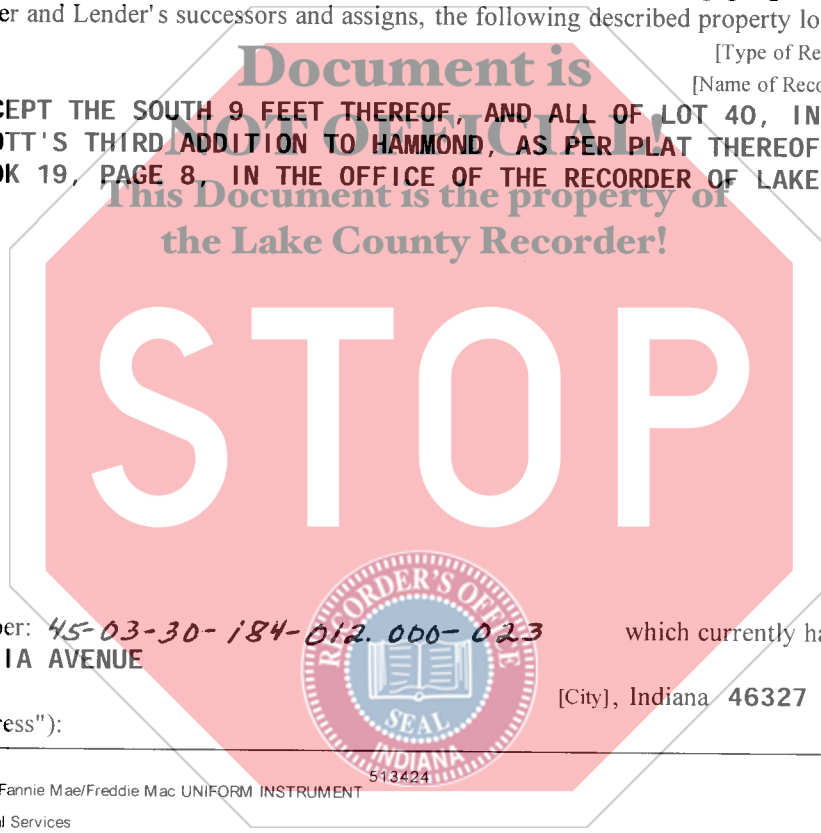 er and Lender's successors and assigns, the following described property lo
[Type of Re
[Name of Reco
Document is
NOT OFFICIAL!
This Document is the property of
the Lake County Recorder!
CEPT THE SOUTH 9 FEET THEREOF, AND ALL OF LOT 40, IN
OTT'S THIRD ADDITION TO HAMMOND, AS PER PLAT THEREOF
OK 19, PAGE 8, IN THE OFFICE OF THE RECORDER OF LAKE
STOP
RECORDER'S OFFICE
SEAL
INDIANA
ber: 45-03-30-184-012.000-023 which currently ha
IA AVENUE
[City], Indiana 46327
ress"):
513424
Fannie Mae/Freddie Mac UNIFORM INSTRUMENT
l Services